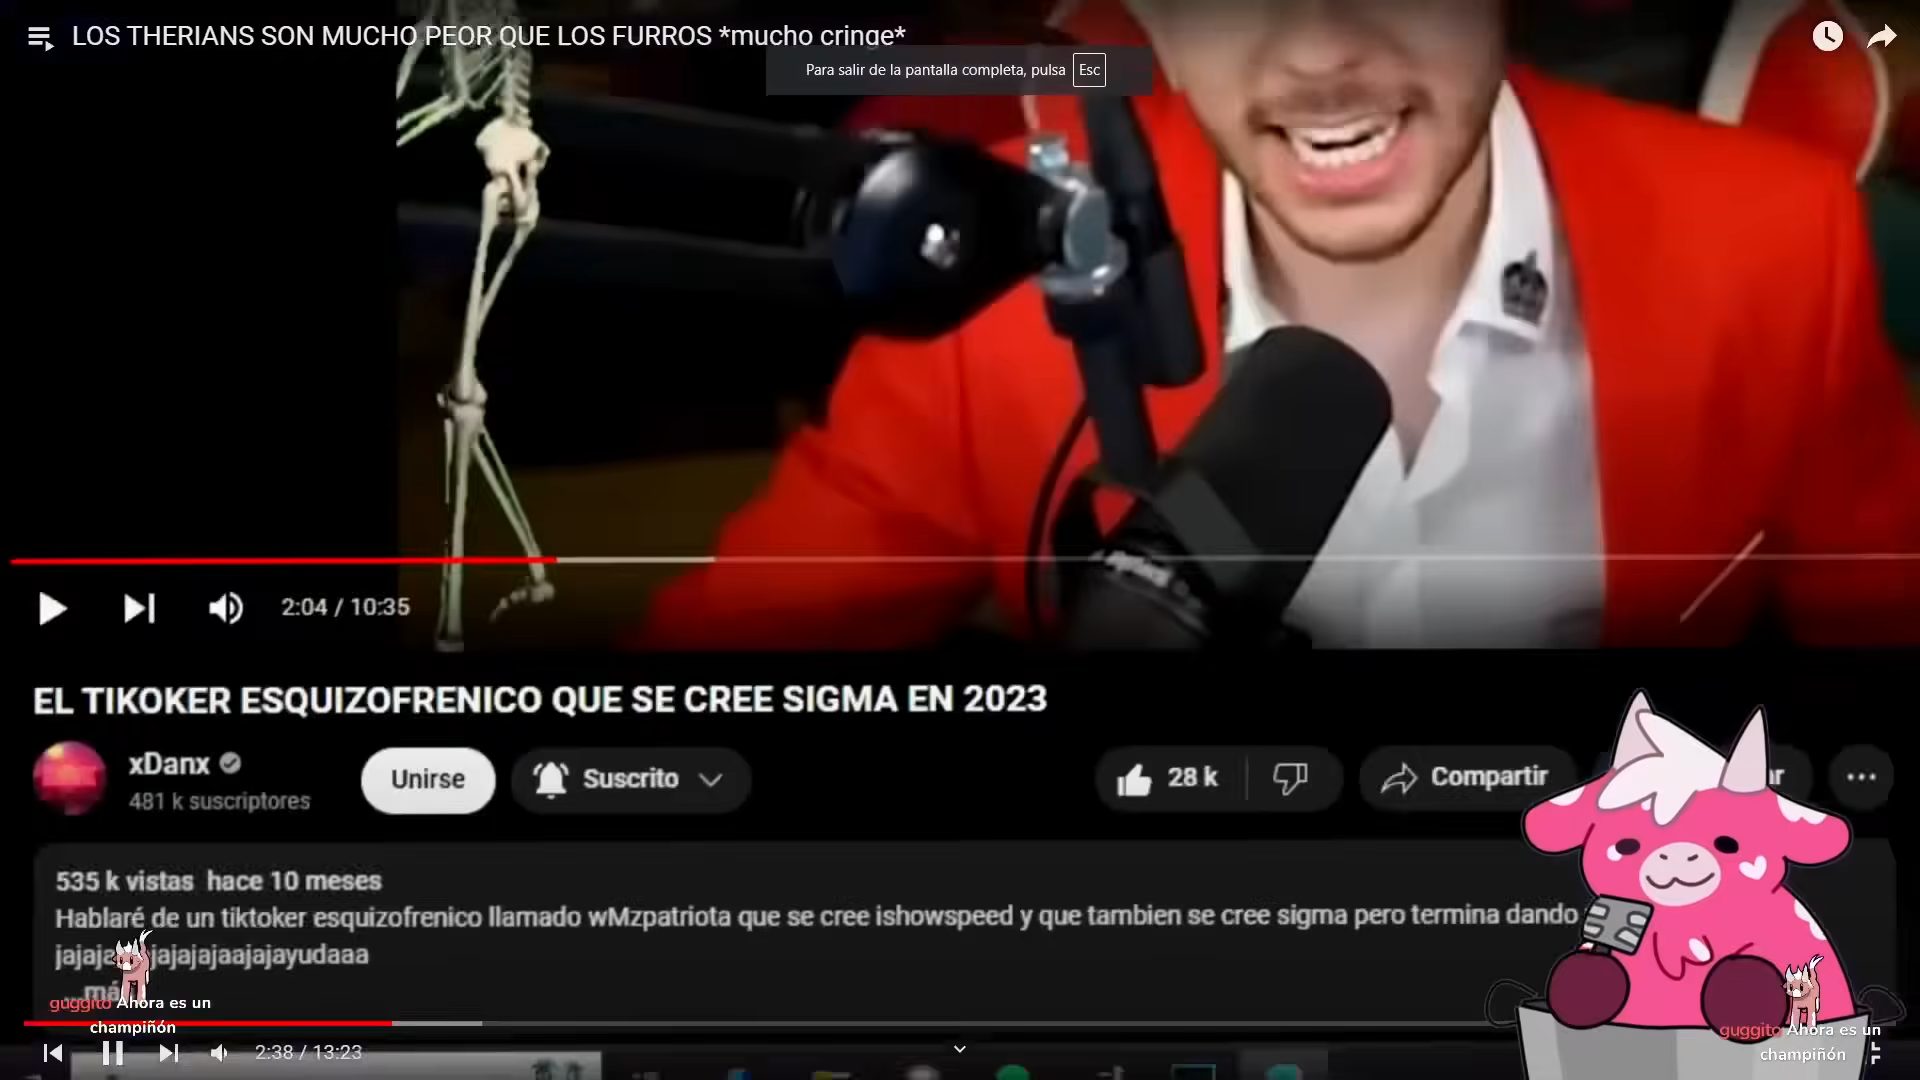 LOS THERIANS SON MUCHO PEOR QUE LOS FURROS *mucho cringe*
Para salir de la pantalla completa, pulsa Esc
2:04 / 10:35
EL TIKOKER ESQUIZOFRENICO QUE SE CREE SIGMA EN 2023
xDanx
481 k suscriptores
Unirse
Suscrito
28 k
Compartir
535 k vistas hace 10 meses
Hablaré de un tiktoker esquizofrenico llamado wMzpatriota que se cree ishowspeed y que tambien se cree sigma pero termina dando
guggito Ahora es un
champiñón
guggito Ahora es un
champiñón
2:38 / 13:23